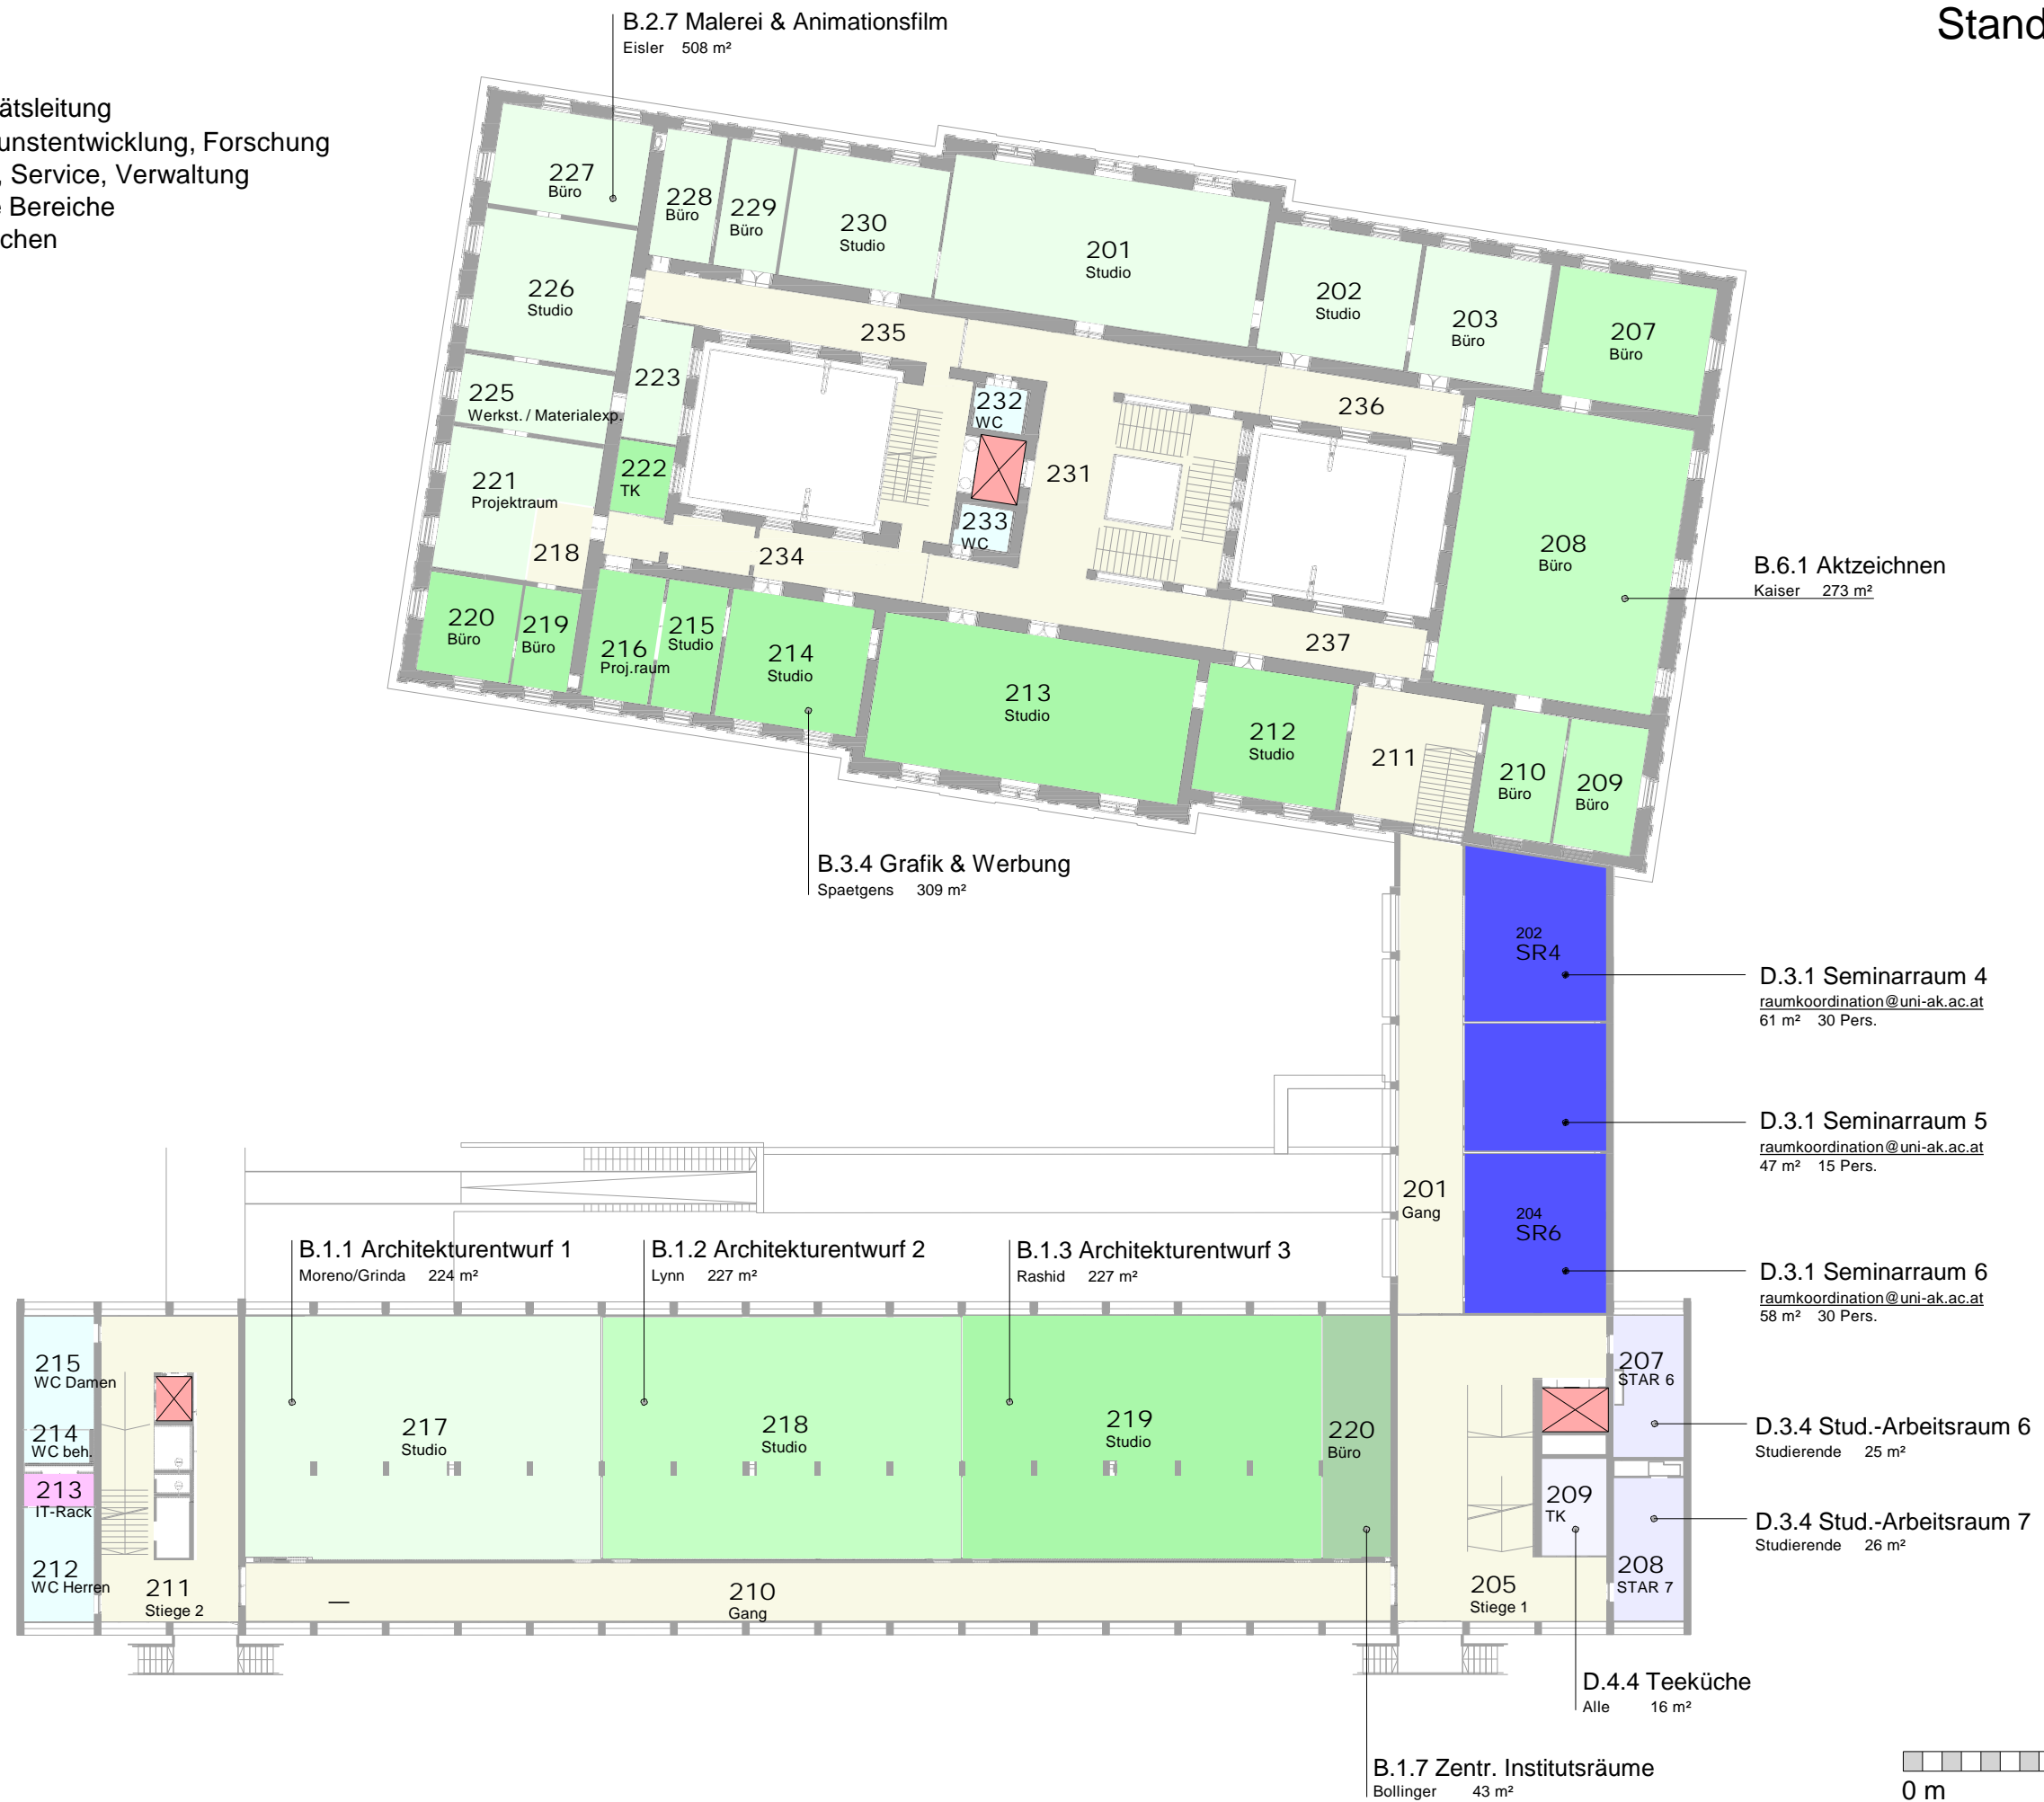 Stand
B.2.7 Malerei & Animationsfilm
Eisler 508 m²
ätsleitung
unstentwicklung, Forschung
, Service, Verwaltung
e Bereiche
chen
227
Büro
228
Büro
229
Büro
230
Studio
201
Studio
202
Studio
203
Büro
207
Büro
226
Studio
235
223
225
Werkst. / Materialexp.
232
WC
236
231
221
Projektraum
222
TK
233
WC
218
234
208
Büro
B.6.1 Aktzeichnen
Kaiser 273 m²
220
Büro
219
Büro
216
Proj.raum
215
Studio
214
Studio
237
213
Studio
212
Studio
211
210
Büro
209
Büro
B.3.4 Grafik & Werbung
Spaetgens 309 m²
202
SR4
D.3.1 Seminarraum 4
raumkoordination@uni-ak.ac.at
61 m² 30 Pers.
D.3.1 Seminarraum 5
raumkoordination@uni-ak.ac.at
47 m² 15 Pers.
201
Gang
204
SR6
D.3.1 Seminarraum 6
raumkoordination@uni-ak.ac.at
58 m² 30 Pers.
B.1.1 Architekturentwurf 1
Moreno/Grinda 224 m²
B.1.2 Architekturentwurf 2
Lynn 227 m²
B.1.3 Architekturentwurf 3
Rashid 227 m²
215
WC Damen
214
WC beh.
213
IT-Rack
212
WC Herren
211
Stiege 2
217
Studio
218
Studio
219
Studio
220
Büro
210
Gang
205
Stiege 1
209
TK
207
STAR 6
208
STAR 7
D.3.4 Stud.-Arbeitsraum 6
Studierende 25 m²
D.3.4 Stud.-Arbeitsraum 7
Studierende 26 m²
D.4.4 Teeküche
Alle 16 m²
B.1.7 Zentr. Institutsräume
Bollinger 43 m²
0 m